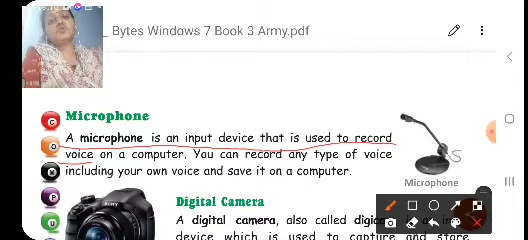 Bytes Windows 7 Book 3 Army.pdf
Microphone
A microphone is an input device that is used to record
voice on a computer. You can record any type of voice
including your own voice and save it on a computer.
Microphone
C
O
M
P
U
SONY
Digital Camera
A digital camera, also called
device which is used to capture and store